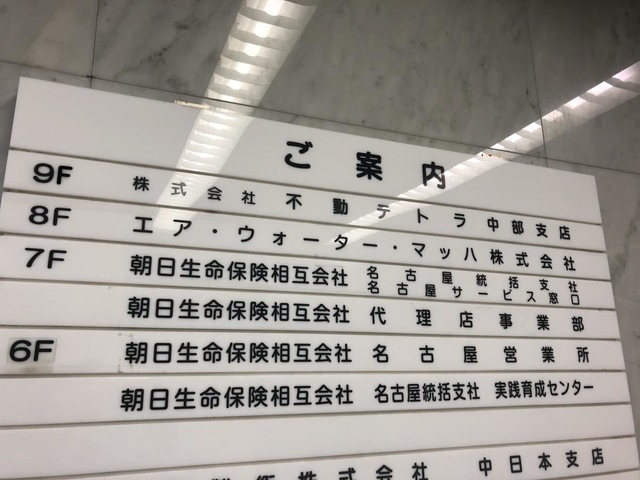 ご案内
9F 株式会社 不動テトラ中部支店
8F エア・ウォーター・マッハ株式会社
7F 朝日生命保険相互会社 名古屋統括支社
名古屋サービス窓口
朝日生命保険相互会社 代理店事業部
6F 朝日生命保険相互会社 名古屋営業所
朝日生命保険相互会社 名古屋統括支社 実践育成センター
作株式会社 中日本支店